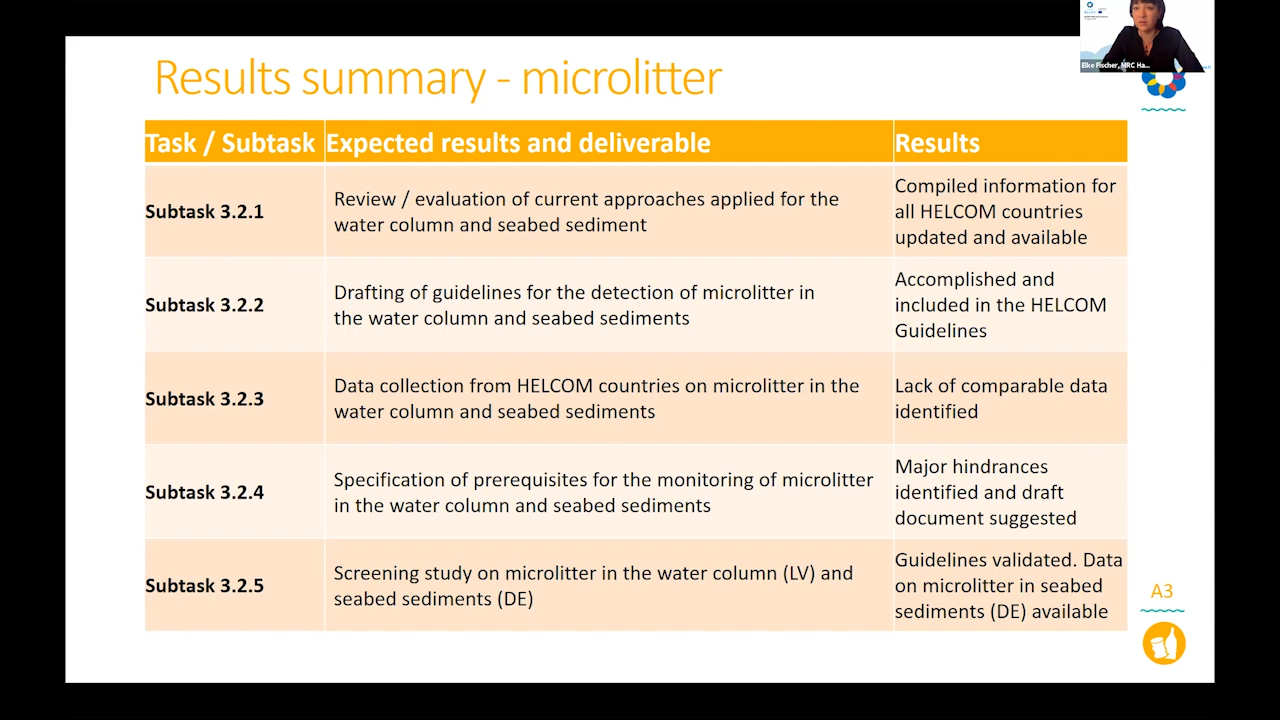 Elke Fischer, MRC Ha...
Results summary - microlitter
Task / Subtask
Expected results and deliverable
Results
Subtask 3.2.1
Review / evaluation of current approaches applied for the
water column and seabed sediment
Compiled information for
all HELCOM countries
updated and available
Subtask 3.2.2
Drafting of guidelines for the detection of microlitter in
the water column and seabed sediments
Accomplished and
included in the HELCOM
Guidelines
Subtask 3.2.3
Data collection from HELCOM countries on microlitter in the
water column and seabed sediments
Lack of comparable data
identified
Subtask 3.2.4
Specification of prerequisites for the monitoring of microlitter
in the water column and seabed sediments
Major hindrances
identified and draft
document suggested
Subtask 3.2.5
Screening study on microlitter in the water column (LV) and
seabed sediments (DE)
Guidelines validated. Data
on microlitter in seabed
sediments (DE) available
A3